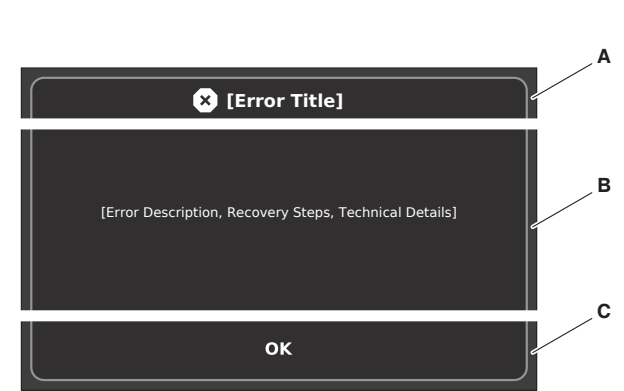 A
[Error Title]
B
[Error Description, Recovery Steps, Technical Details]
C
OK